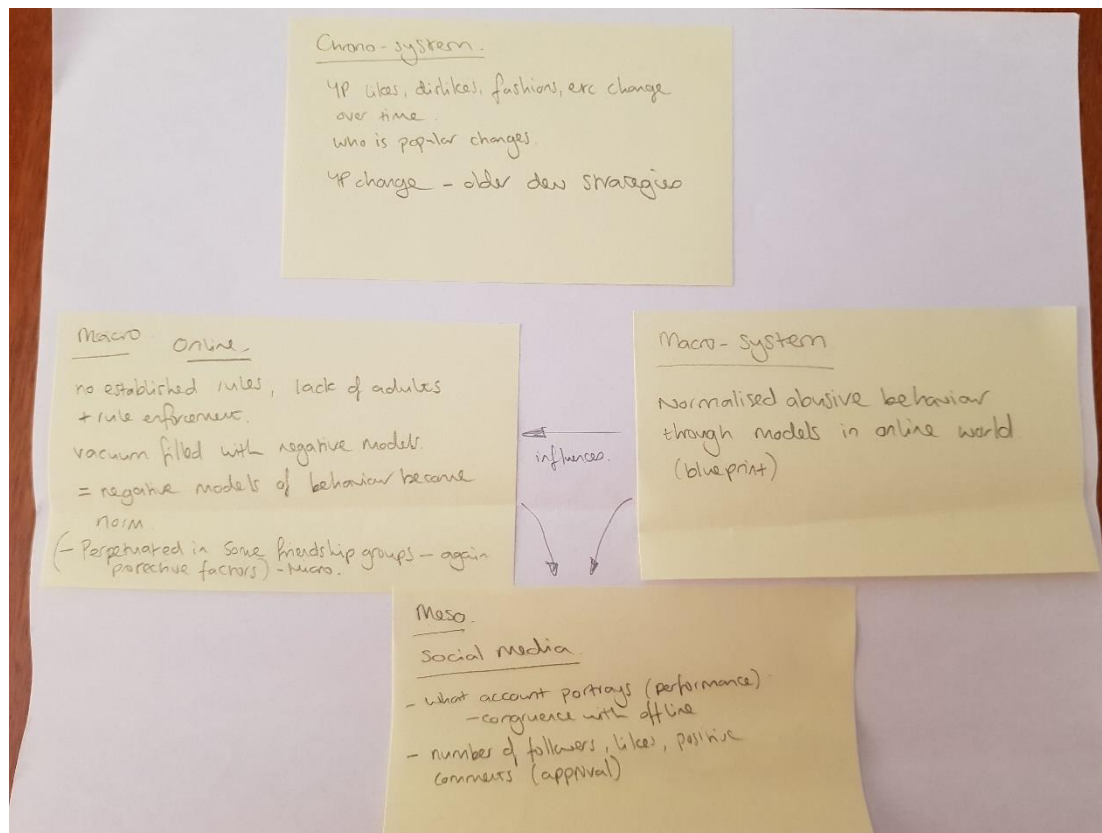 Chrono-system.
YP likes, dislikes, fashions, etc change
over time.
who is popular changes.
YP change - older dev strategies
Macro
Online
no established rules, lack of adults
+ rule enforcement.
vacuum filled with negative models.
= negative models of behaviour become
norm
(- Perpetuated in some friendship groups - again
protective factors) - Micro.
influences.
Macro-system
Normalised abusive behaviour
through models in online world
(blueprint)
Meso.
Social media
- what account portrays (performance)
- congruence with offline
- number of followers, likes, positive
comments (approval)